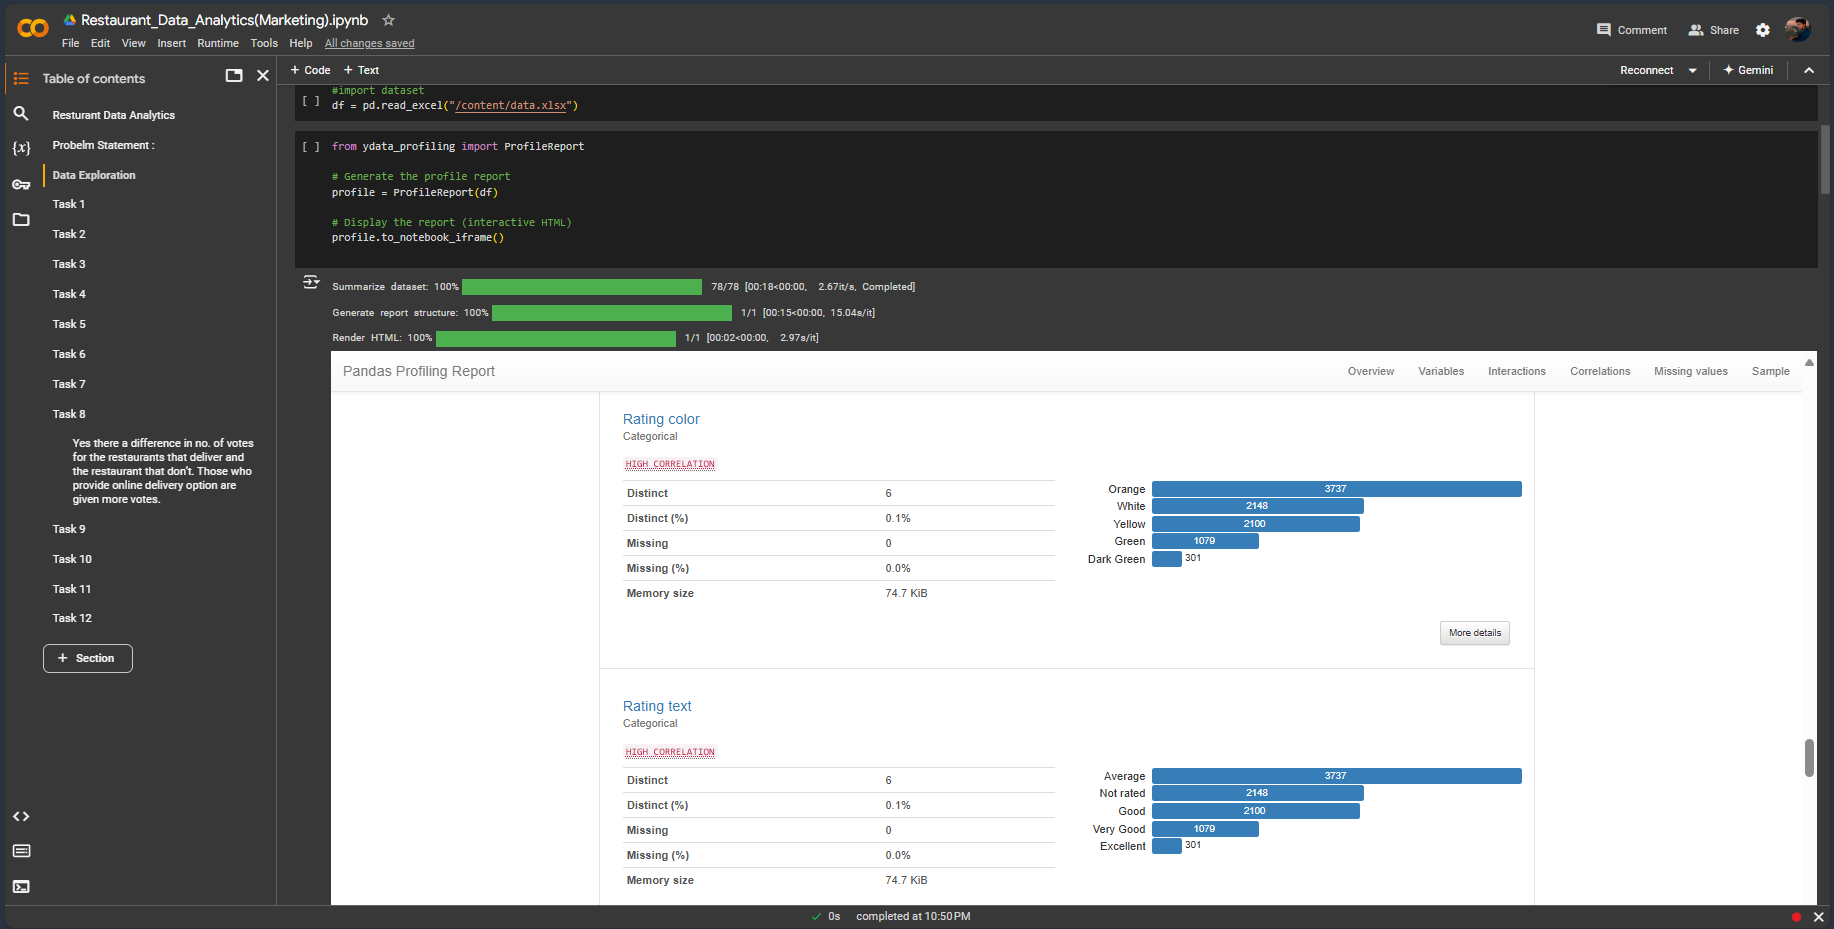 Restaurant_Data_Analytics(Marketing).ipynb
File Edit View Insert Runtime Tools Help All changes saved
Comment Share
Table of contents
+ Code + Text
Reconnect Gemini
Resturant Data Analytics
Probelm Statement :
Data Exploration
Task 1
Task 2
Task 3
Task 4
Task 5
Task 6
Task 7
Task 8
Yes there a difference in no. of votes
for the restaurants that deliver and
the restaurant that don't. Those who
provide online delivery option are
given more votes.
Task 9
Task 10
Task 11
Task 12
+ Section
#import dataset
[ ] df = pd.read_excel("/content/data.xlsx")
[ ] from ydata_profiling import ProfileReport
# Generate the profile report
profile = ProfileReport(df)
# Display the report (interactive HTML)
profile.to_notebook_iframe()
Summarize dataset: 100% 78/78 [00:18<00:00, 2.67it/s, Completed]
Generate report structure: 100% 1/1 [00:15<00:00, 15.04s/it]
Render HTML: 100% 1/1 [00:02<00:00, 2.97s/it]
Pandas Profiling Report
Overview Variables Interactions Correlations Missing values Sample
Rating color
Categorical
HIGH CORRELATION
Distinct 6
Distinct (%) 0.1%
Missing 0
Missing (%) 0.0%
Memory size 74.7 KiB
Orange 3737
White 2148
Yellow 2100
Green 1079
Dark Green 301
More details
Rating text
Categorical
HIGH CORRELATION
Distinct 6
Distinct (%) 0.1%
Missing 0
Missing (%) 0.0%
Memory size 74.7 KiB
Average 3737
Not rated 2148
Good 2100
Very Good 1079
Excellent 301
0s completed at 10:50 PM